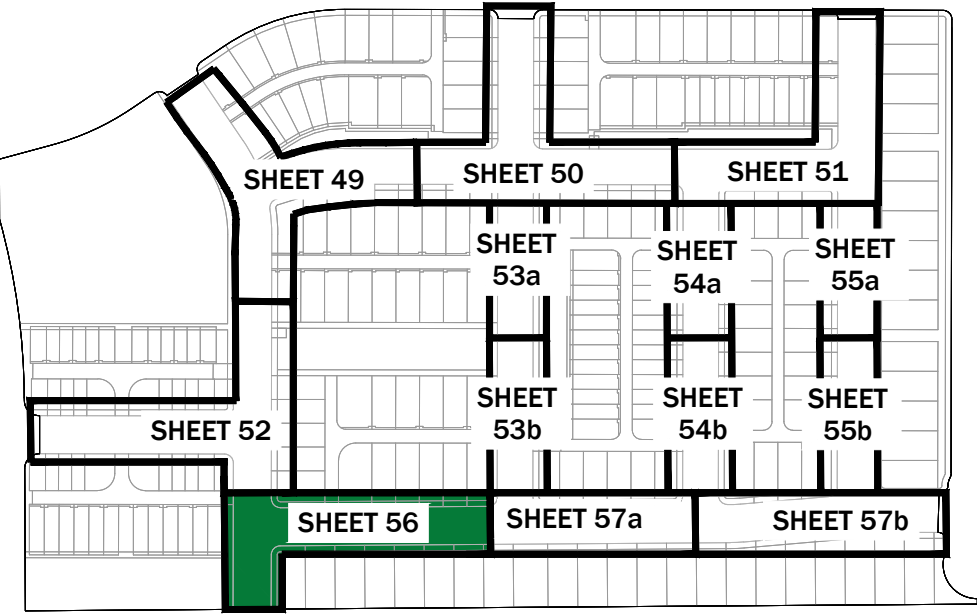 SHEET 49
SHEET 50
SHEET 51
SHEET
53a
SHEET
54a
SHEET
55a
SHEET 52
SHEET
53b
SHEET
54b
SHEET
55b
SHEET 56
SHEET 57a
SHEET 57b